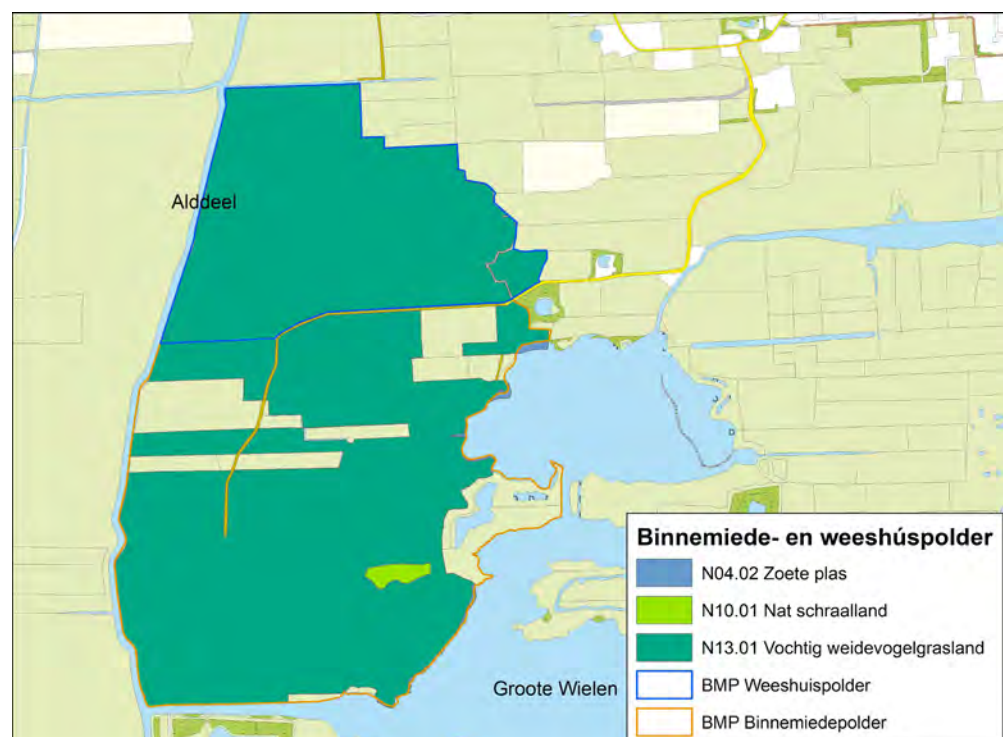 Alddeel
Groote Wielen
Binnemiede- en weeshúspolder
N04.02 Zoete plas
N10.01 Nat schraalland
N13.01 Vochtig weidevogelgrasland
BMP Weeshuispolder
BMP Binnemiedepolder